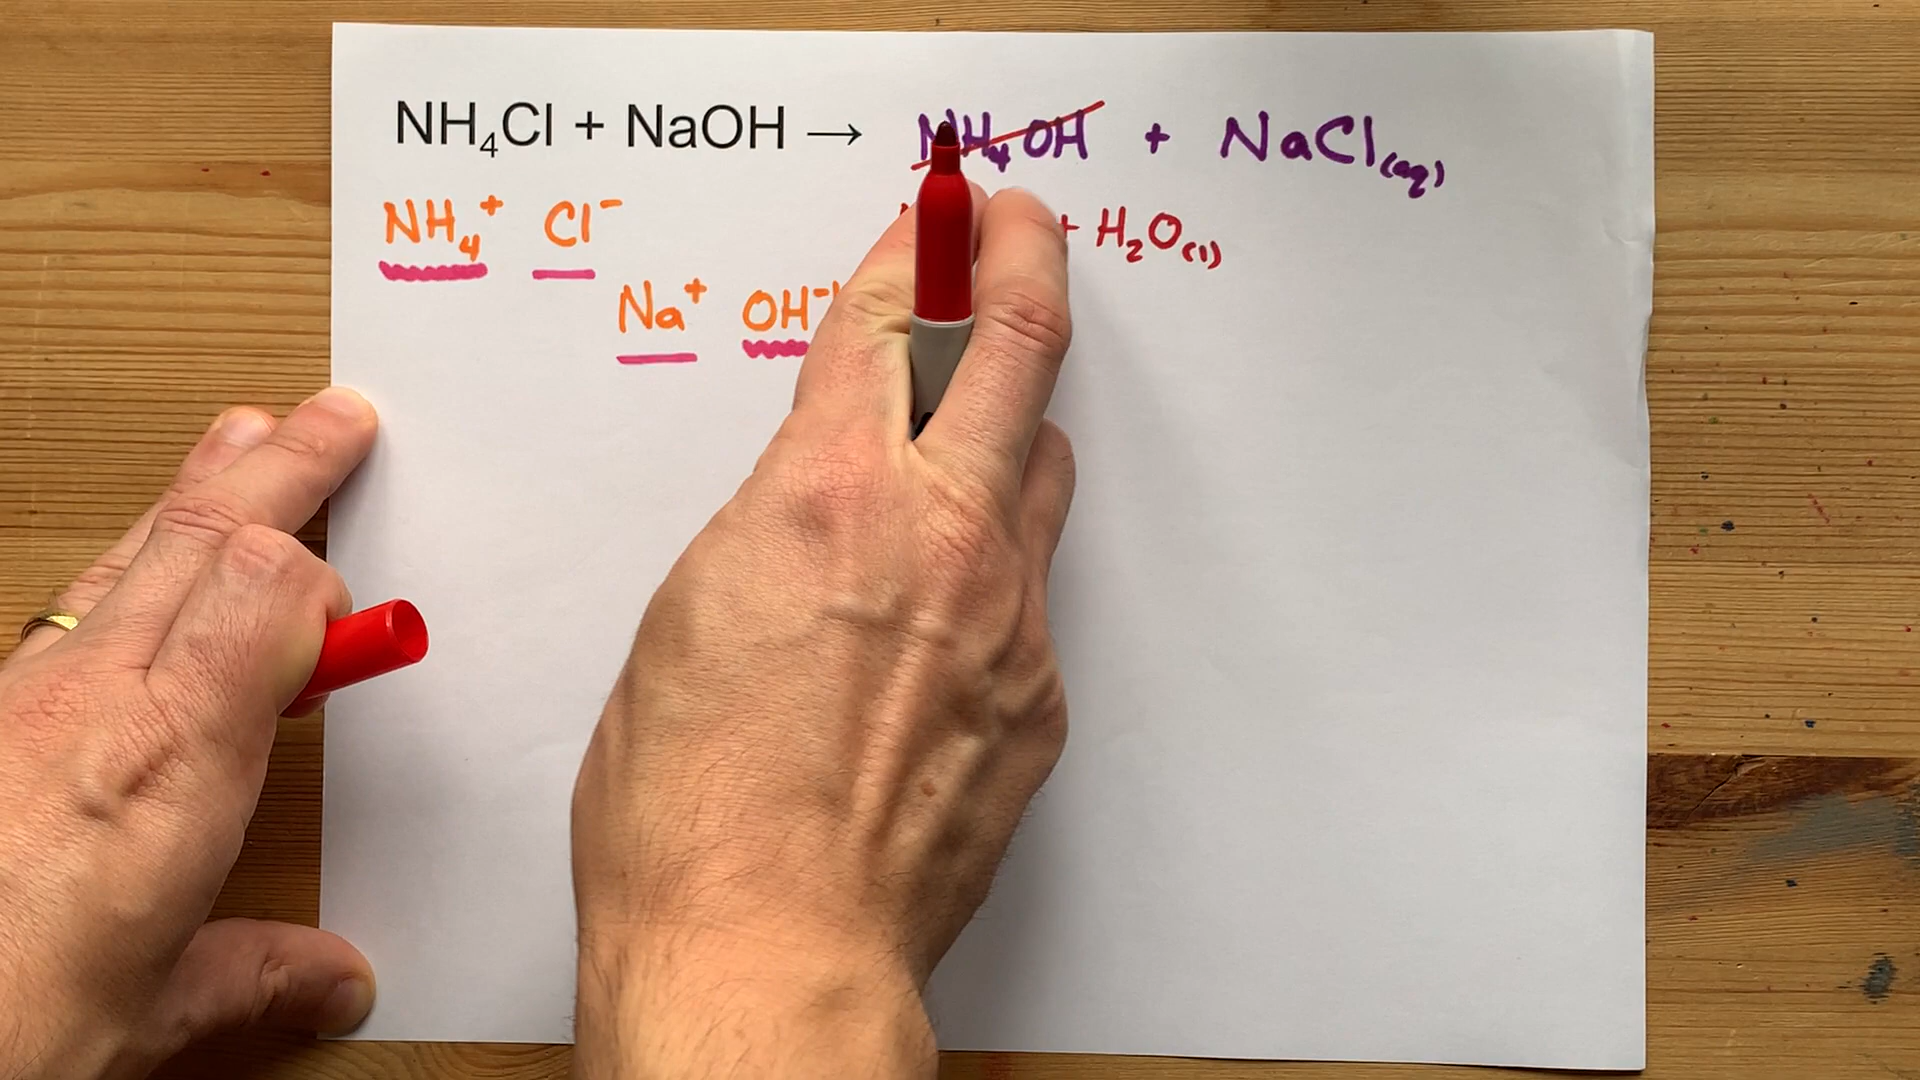 NH₄Cl + NaOH → NH₄OH + NaCl(aq)
NH₄⁺ Cl⁻ + H₂O(l)
Na⁺ OH⁻